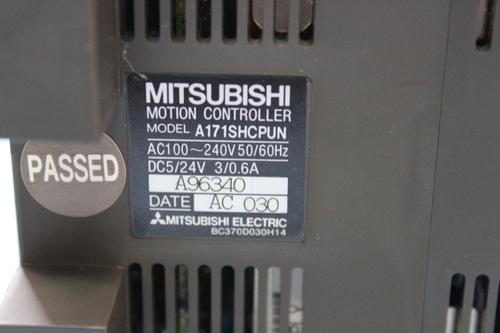 MITSUBISHI
MOTION CONTROLLER
MODEL A171SHCPUN
AC100～240V 50/60Hz
DC5/24V 3/0.6A
A96340
DATE AC 030
MITSUBISHI ELECTRIC
BC370D030H14
PASSED